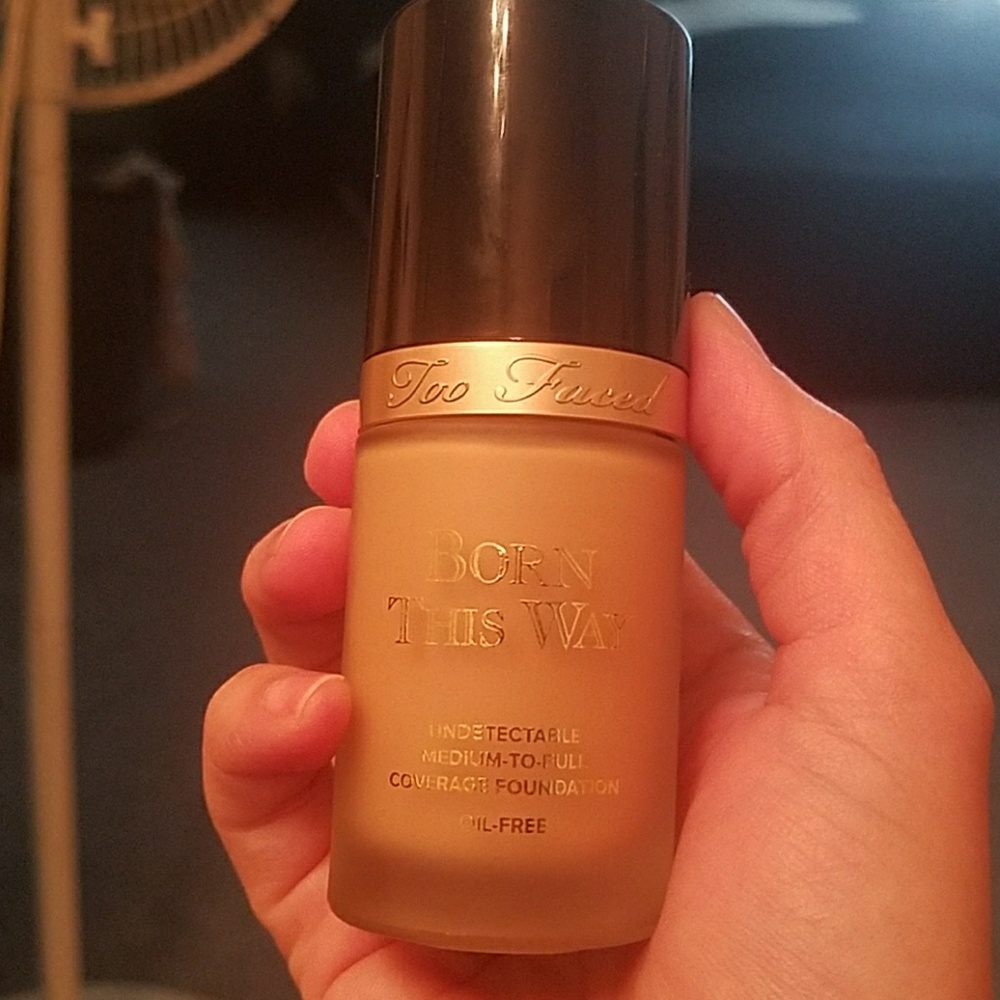 Too Faced
BORN
THIS WAY
UNDETECTABLE
MEDIUM-TO-FULL
COVERAGE FOUNDATION
OIL-FREE